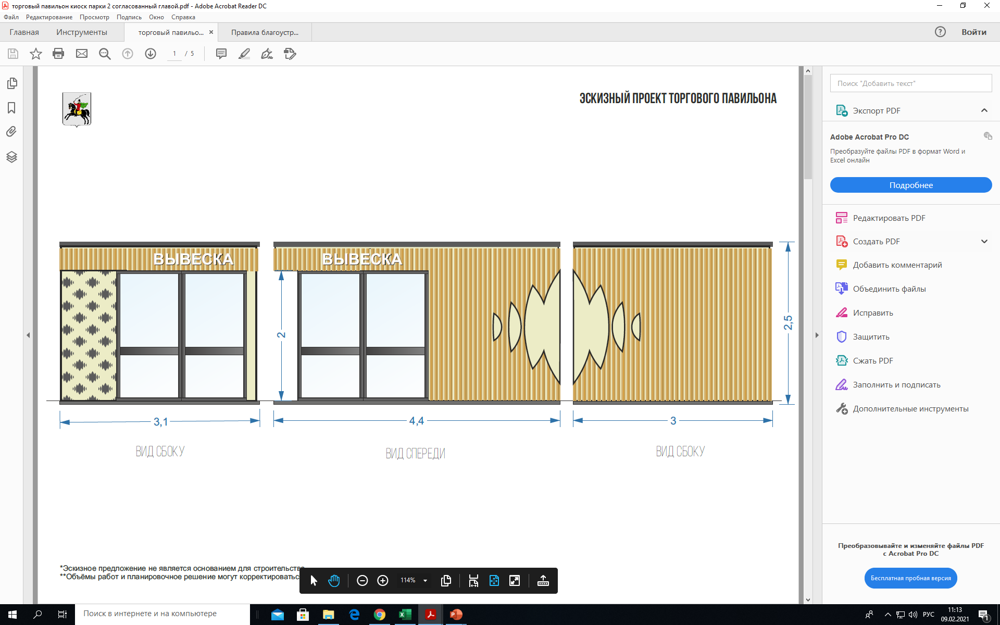 торговый павильон киоск парки 2 согласованный главой.pdf - Adobe Acrobat Reader DC
Файл Редактирование Просмотр Подпись Окно Справка
Главная Инструменты торговый павильо... × Правила благоустр... Войти
1 / 5
ЭСКИЗНЫЙ ПРОЕКТ ТОРГОВОГО ПАВИЛЬОНА
ВЫВЕСКА ВЫВЕСКА
2
2,5
3,1 4,4 3
ВИД СБОКУ ВИД СПЕРЕДИ ВИД СБОКУ
*Эскизное предложение не является основанием для строительства
**Объёмы работ и планировочное решение могут корректироватьс
114%
Поиск "Добавить текст"
Экспорт PDF
Adobe Acrobat Pro DC
Преобразуйте файлы PDF в формат Word и
Excel онлайн
Подробнее
Редактировать PDF
Создать PDF
Добавить комментарий
Объединить файлы
Исправить
Защитить
Сжать PDF
Заполнить и подписать
Дополнительные инструменты
Преобразовывайте и изменяйте файлы PDF
с Acrobat Pro DC
Бесплатная пробная версия
Поиск в интернете и на компьютере
РУС
11:13
09.02.2021
1